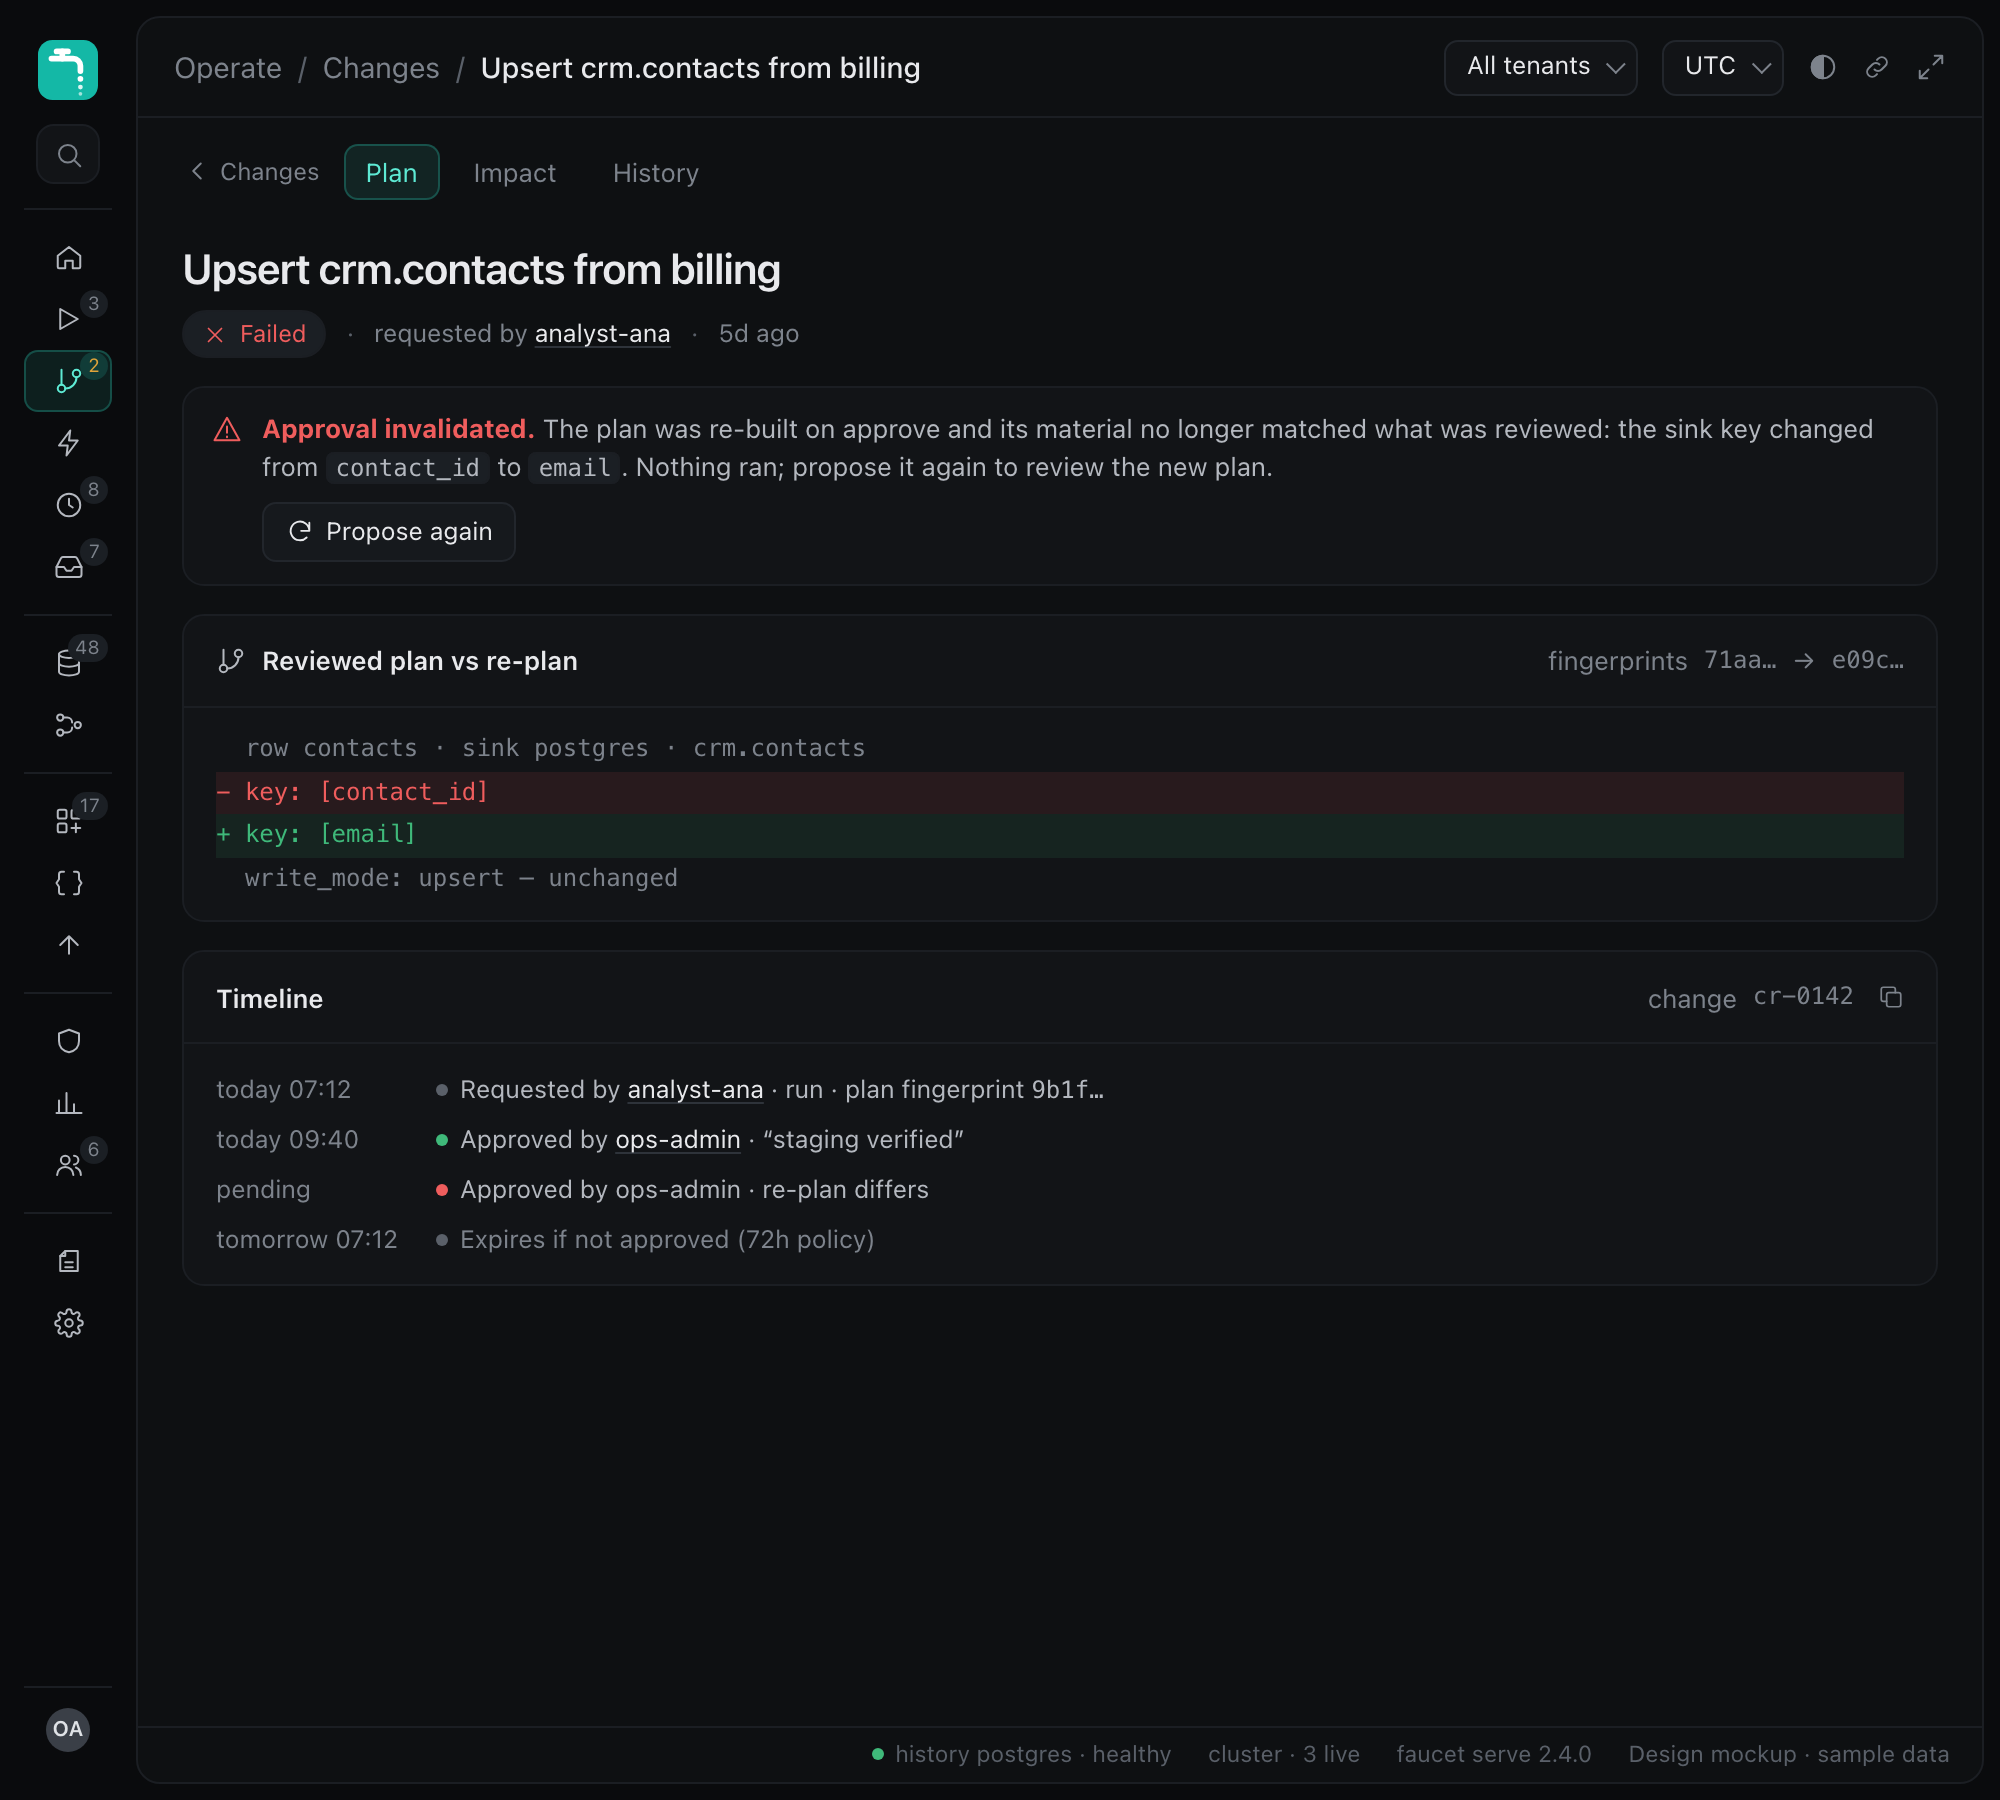 Operate / Changes / Upsert crm.contacts from billing
All tenants
UTC
Changes
Plan
Impact
History
Upsert crm.contacts from billing
Failed · requested by analyst-ana · 5d ago
Approval invalidated. The plan was re-built on approve and its material no longer matched what was reviewed: the sink key changed
from contact_id to email. Nothing ran; propose it again to review the new plan.
Propose again
Reviewed plan vs re-plan
fingerprints 71aa… → e09c…
row contacts · sink postgres · crm.contacts
− key: [contact_id]
+ key: [email]
write_mode: upsert — unchanged
Timeline
change cr-0142
today 07:12 Requested by analyst-ana · run · plan fingerprint 9b1f…
today 09:40 Approved by ops-admin · “staging verified”
pending Approved by ops-admin · re-plan differs
tomorrow 07:12 Expires if not approved (72h policy)
3
2
8
7
48
17
6
OA
history postgres · healthy
cluster · 3 live
faucet serve 2.4.0
Design mockup · sample data